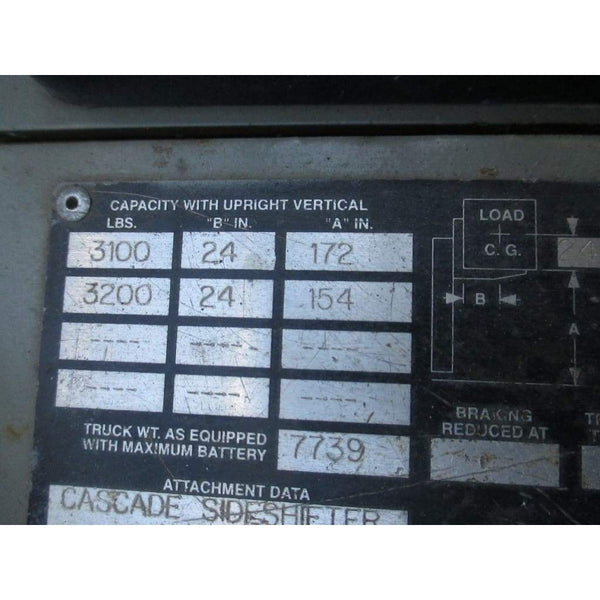 CAPACITY WITH UPRIGHT VERTICAL
LBS. "B" IN. "A" IN.
3100 24 172
3200 24 154
---- ---- ----
---- ---- ----
LOAD
C. G.
B
A
TRUCK WT. AS EQUIPPED
WITH MAXIMUM BATTERY 7739
BRAKING
REDUCED AT
ATTACHMENT DATA
CASCADE SIDESHIFTER